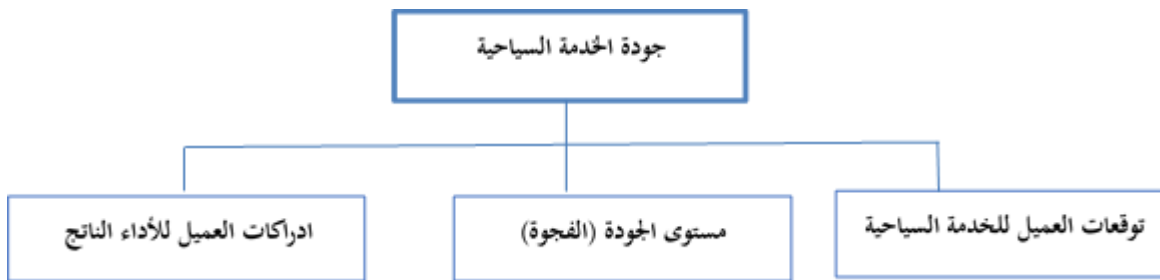 جودة الخدمة السياحية
توقعات العميل للخدمة السياحية
مستوى الجودة (الفجوة)
ادراكات العميل للأداء الناتج